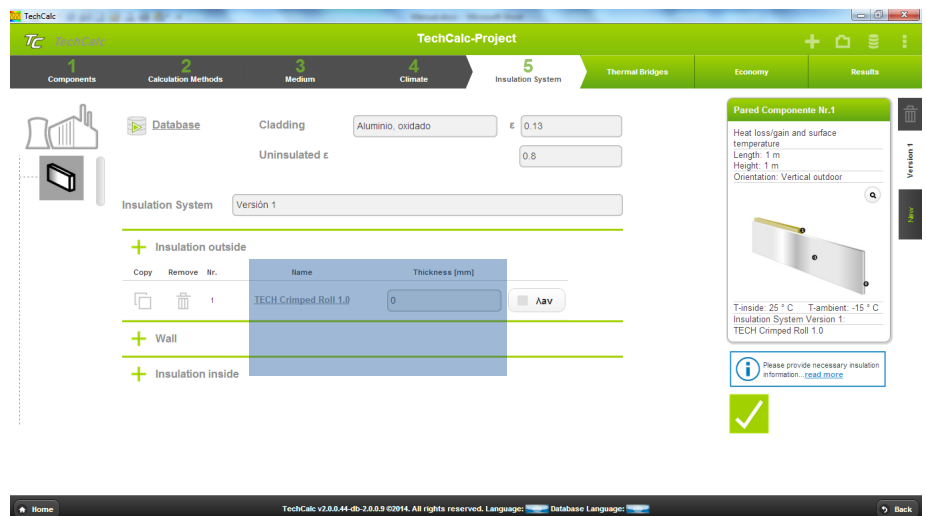 TechCalc
TC TechCalc
TechCalc-Project
1 Components
2 Calculation Methods
3 Medium
4 Climate
5 Insulation System
Thermal Bridges
Economy
Results
Database
Cladding
Aluminio, oxidado
ε
0.13
Uninsulated ε
0.8
Insulation System
Versión 1
Insulation outside
Copy Remove Nr. Name Thickness [mm]
1 TECH Crimped Roll 1.0 0 λav
Wall
Insulation inside
Pared Componente Nr.1
Heat loss/gain and surface
temperature
Length: 1 m
Height: 1 m
Orientation: Vertical outdoor
T-inside: 25 ° C T-ambient: -15 ° C
Insulation System Version 1:
TECH Crimped Roll 1.0
Please provide necessary insulation
information...read more
Version 1
New
Home
TechCalc v2.0.0.44-db-2.0.0.9 ©2014. All rights reserved. Language: Database Language:
Back